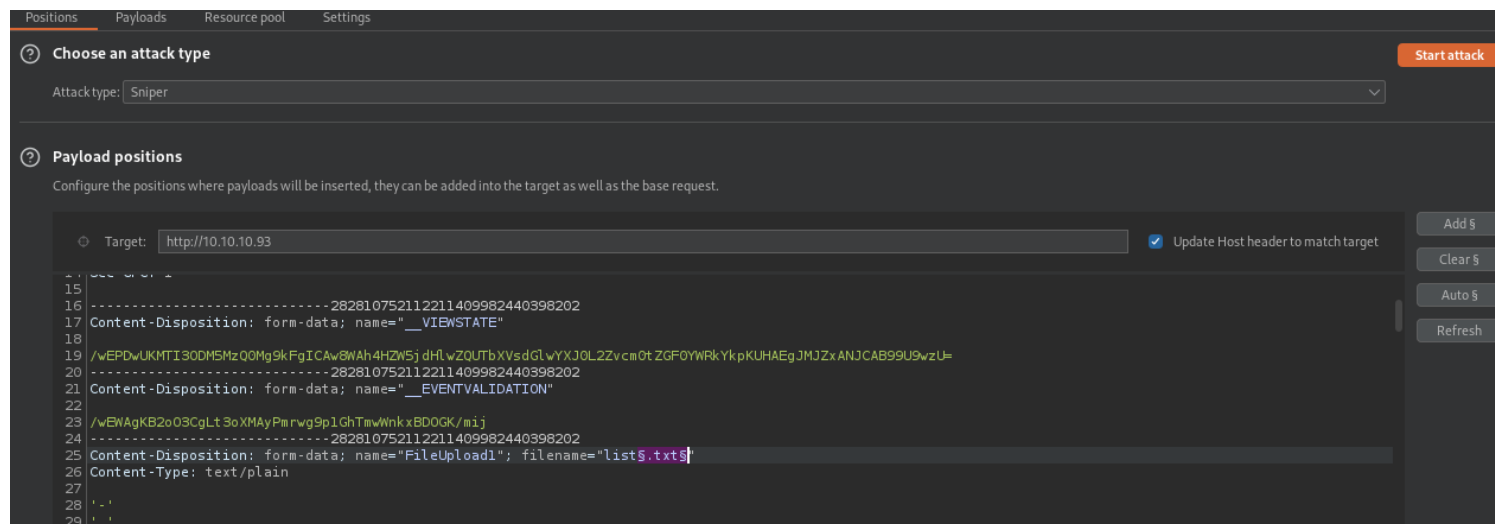 Positions Payloads Resource pool Settings
Choose an attack type
Start attack
Attack type: Sniper
Payload positions
Configure the positions where payloads will be inserted, they can be added into the target as well as the base request.
Target: http://10.10.10.93
Update Host header to match target
Add §
Clear §
Auto §
Refresh
15
16 -----------------------------282810752112211409982440398202
17 Content-Disposition: form-data; name="__VIEWSTATE"
18
19 /wEPDwUKMTI3ODM5MzQ0Mg9kFgICAw8WAh4HZW5jdHlwZQUTbXVsdGlwYXJ0L2Zvcm0tZGF0YWRkYkpKUHAEgJMJZxANJCAB99U9wzU=
20 -----------------------------282810752112211409982440398202
21 Content-Disposition: form-data; name="__EVENTVALIDATION"
22
23 /wEWAgKB2oO3CgLt3oXMAyPmrwg9plGhTmwWnkxBDOGK/mij
24 -----------------------------282810752112211409982440398202
25 Content-Disposition: form-data; name="FileUpload1"; filename="list§.txt§"
26 Content-Type: text/plain
27
28 '-'
29